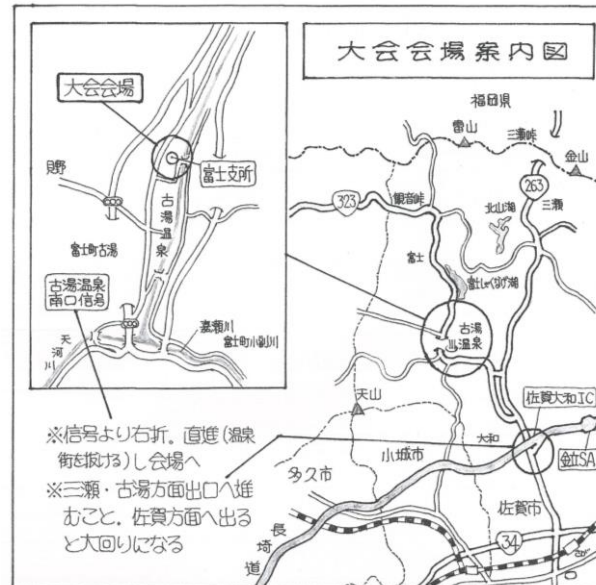 大会会場案内図
大会会場
富士支所
貝野
古湯温泉
富士町古湯
古湯温泉
南口信号
嘉瀬川
富士町小副川
天河川
福岡県
雷山
三瀬峠
金山
263
323
観音峠
北山湖
三瀬
富士
富士しゃくなげ湖
古湯
温泉
天山
佐賀大和IC
金立SA
大和
小城市
多久市
佐賀市
長崎道
34
※信号より右折。直進(温泉
街を抜ける)し会場へ
※三瀬・古湯方面出口へ進
むこと。佐賀方面へ出る
と大回りになる